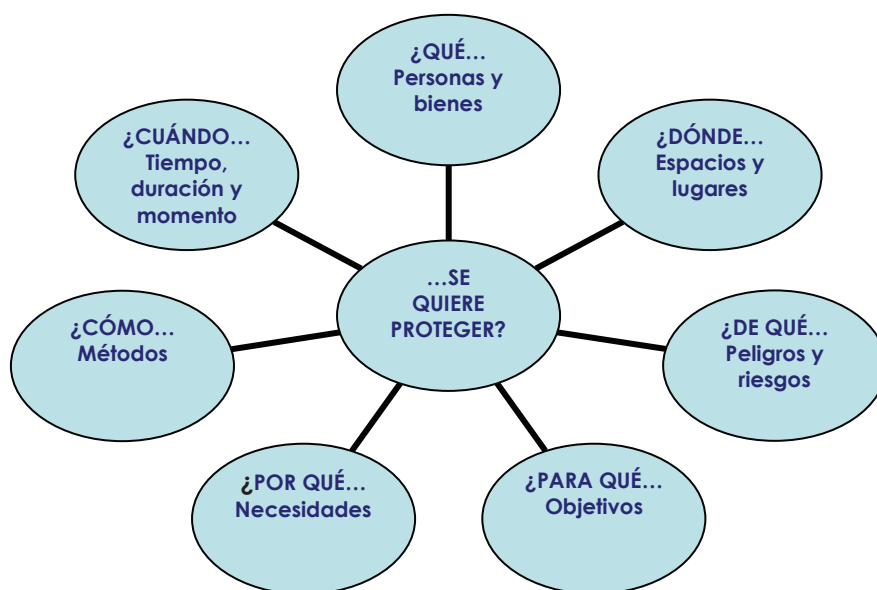 ¿QUÉ…
Personas y
bienes
¿CUÁNDO…
Tiempo,
duración y
momento
¿DÓNDE…
Espacios y
lugares
…SE
QUIERE
PROTEGER?
¿CÓMO…
Métodos
¿DE QUÉ…
Peligros y
riesgos
¿POR QUÉ…
Necesidades
¿PARA QUÉ…
Objetivos